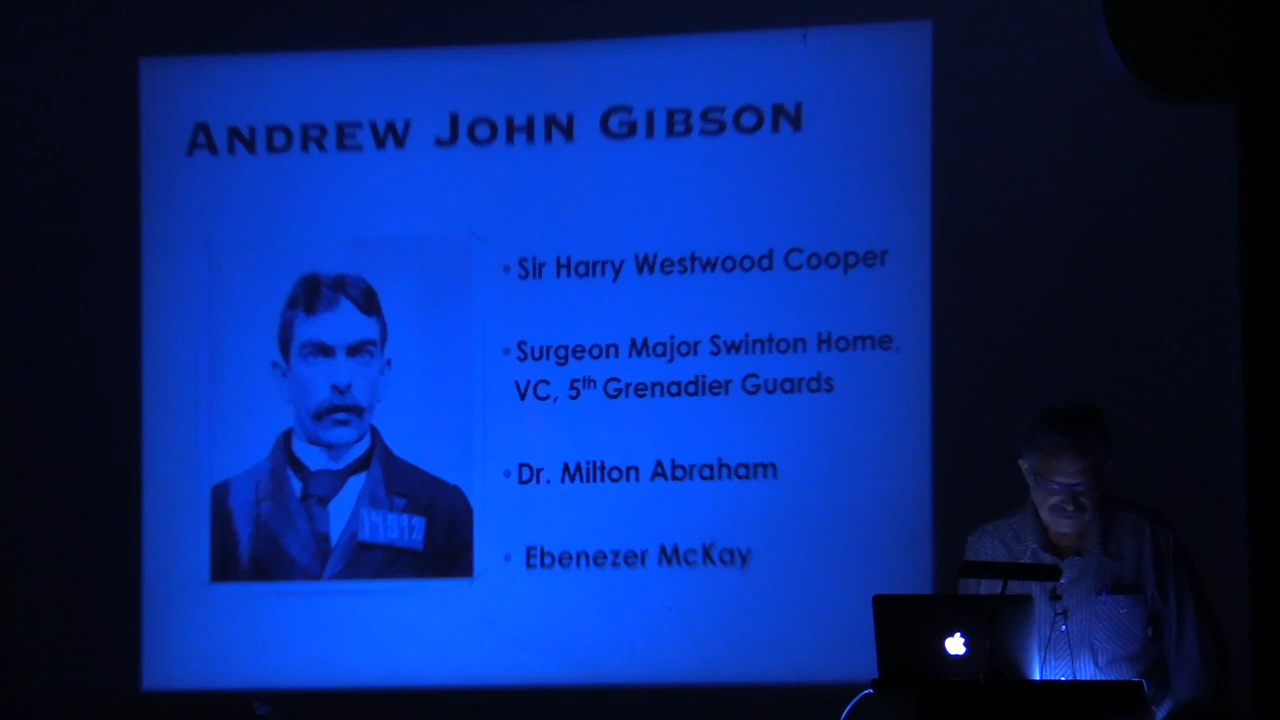 ANDREW JOHN GIBSON
• Sir Harry Westwood Cooper
• Surgeon Major Swinton Home,
VC, 5th Grenadier Guards
• Dr. Milton Abraham
• Ebenezer McKay